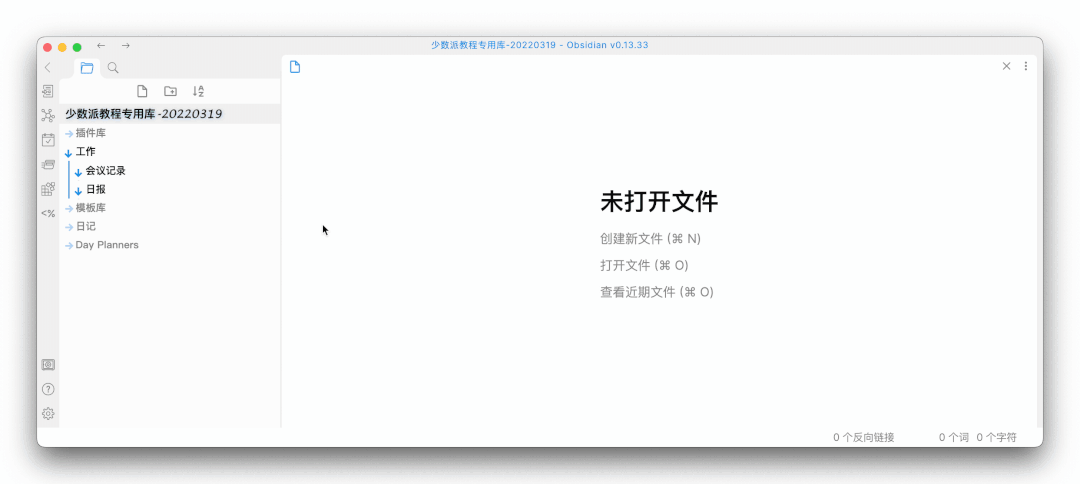 少数派教程专用库-20220319 - Obsidian v0.13.33
少数派教程专用库-20220319
插件库
工作
会议记录
日报
模板库
日记
Day Planners
<%
未打开文件
创建新文件 (⌘ N)
打开文件 (⌘ O)
查看近期文件 (⌘ O)
0 个反向链接 0 个词 0 个字符